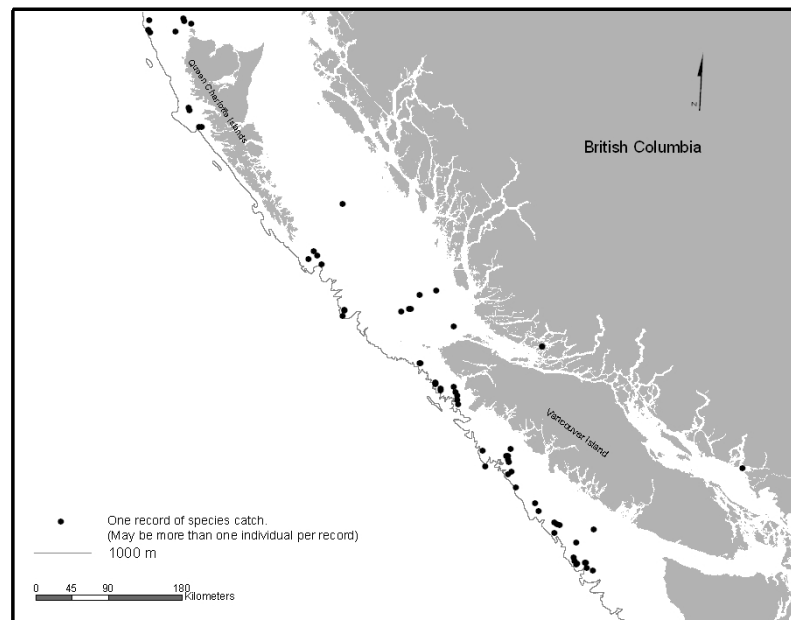 Queen Charlotte Islands
N
British Columbia
Vancouver Island
One record of species catch.
(May be more than one individual per record)
1000 m
0 45 90 180
Kilometers